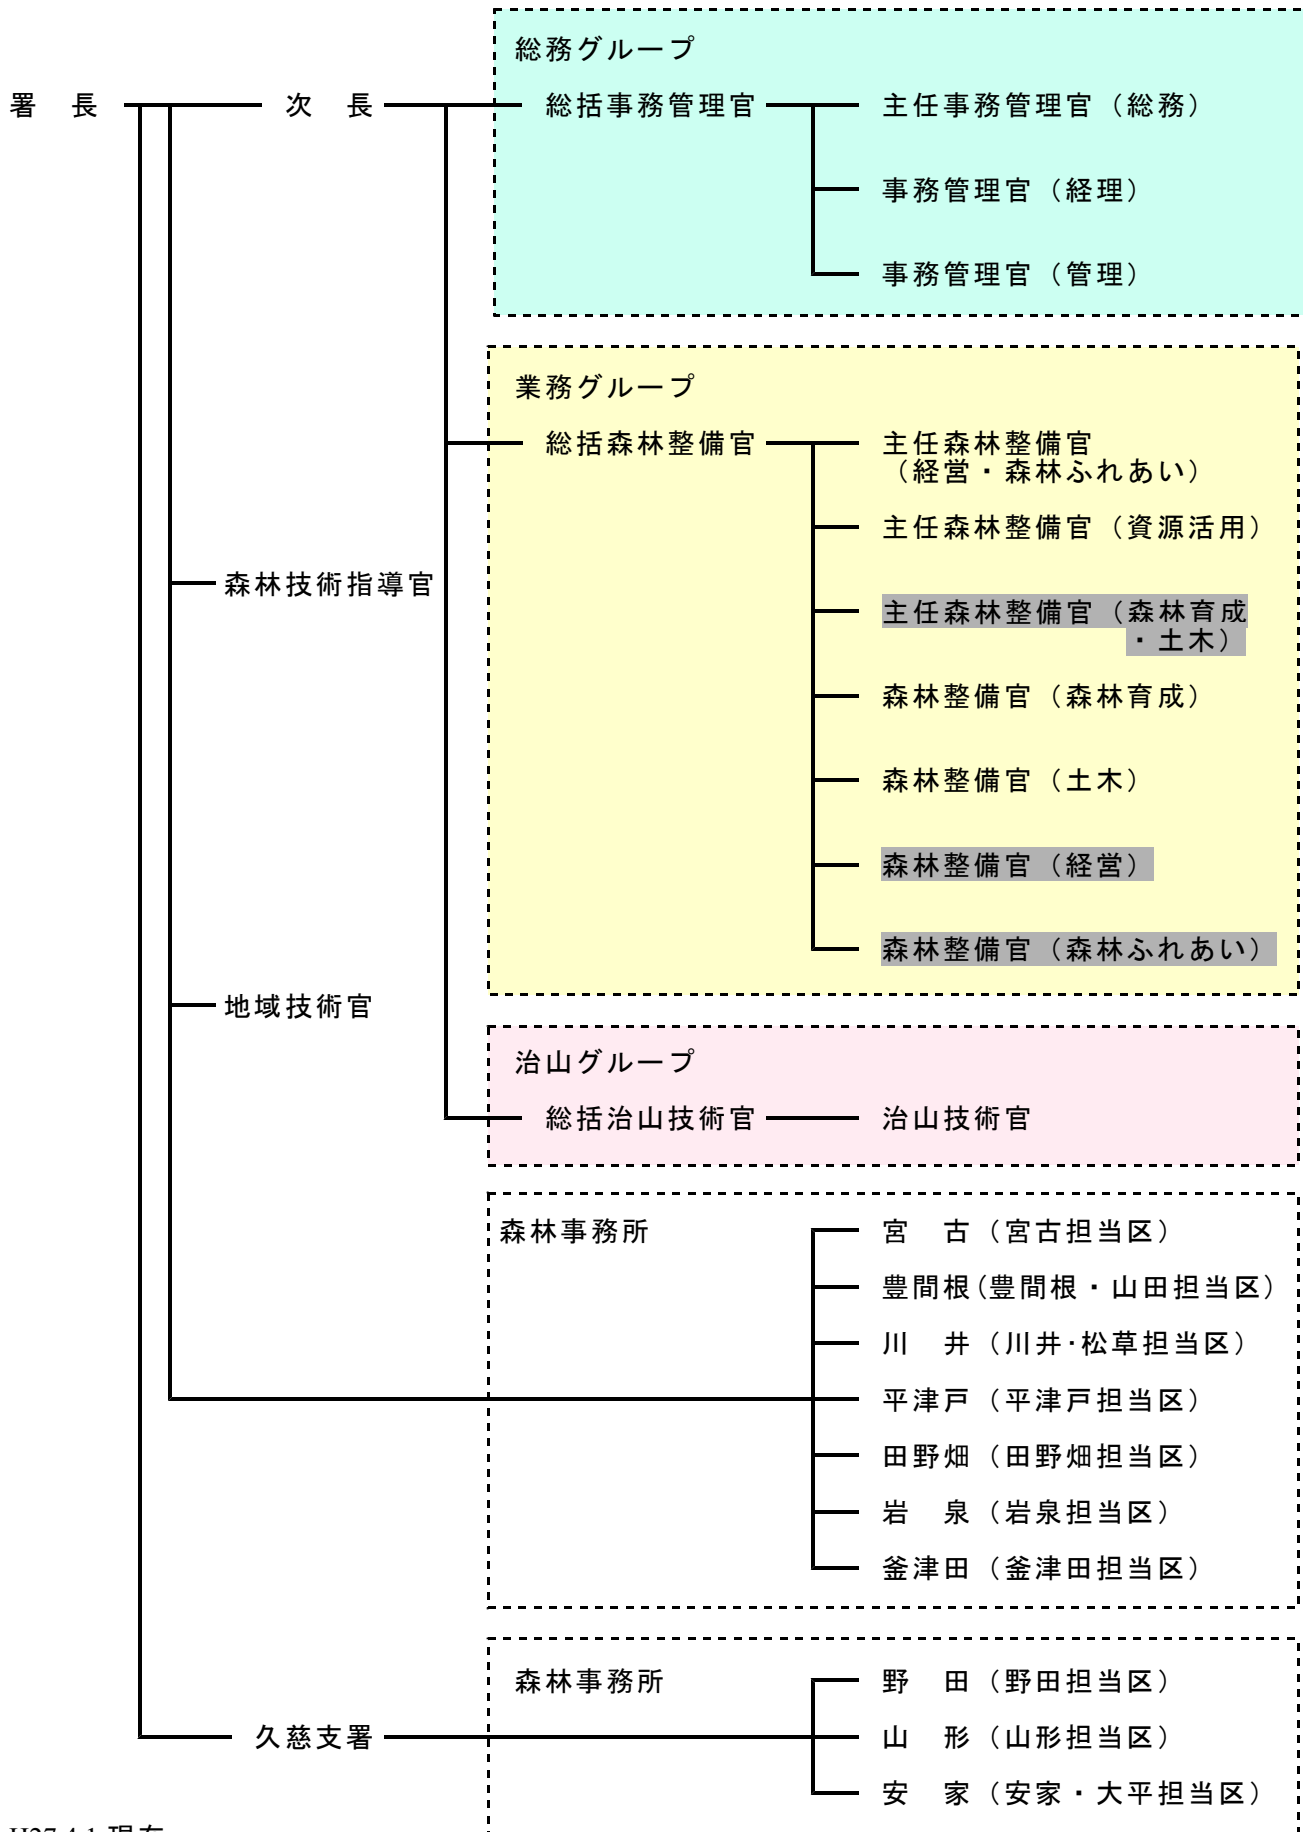 総務グループ
署　長
次　長
総括事務管理官
主任事務管理官（総務）
事務管理官（経理）
事務管理官（管理）
業務グループ
総括森林整備官
主任森林整備官
（経営・森林ふれあい）
主任森林整備官（資源活用）
森林技術指導官
主任森林整備官（森林育成
・土木）
森林整備官（森林育成）
森林整備官（土木）
森林整備官（経営）
森林整備官（森林ふれあい）
地域技術官
治山グループ
総括治山技術官
治山技術官
森林事務所
宮　古（宮古担当区）
豊間根(豊間根・山田担当区)
川　井（川井･松草担当区）
平津戸（平津戸担当区）
田野畑（田野畑担当区）
岩　泉（岩泉担当区）
釜津田（釜津田担当区）
森林事務所
野　田（野田担当区）
久慈支署
山　形（山形担当区）
安　家（安家・大平担当区）
H27.4.1 現在